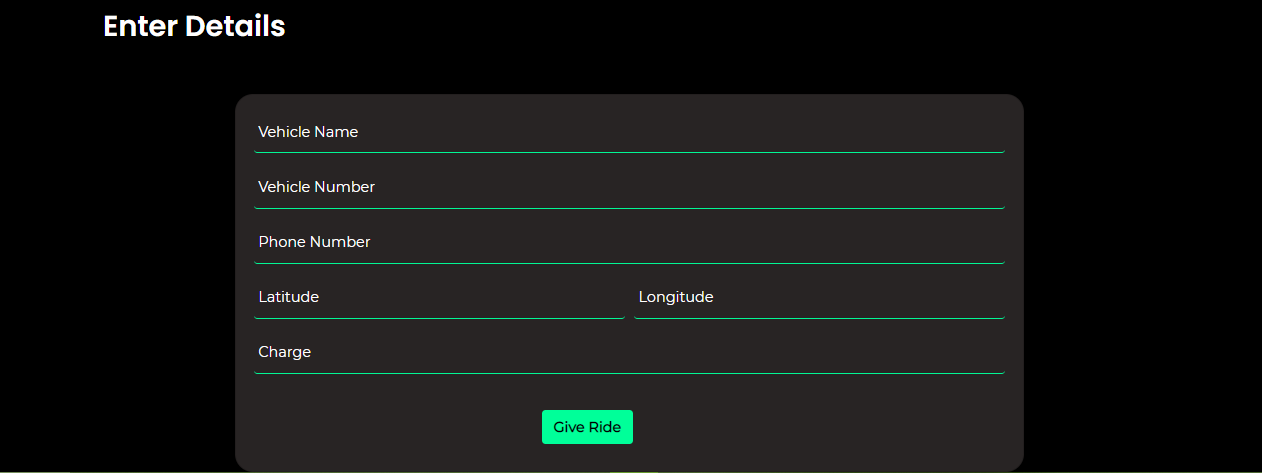 Enter Details
Vehicle Name
Vehicle Number
Phone Number
Latitude Longitude
Charge
Give Ride